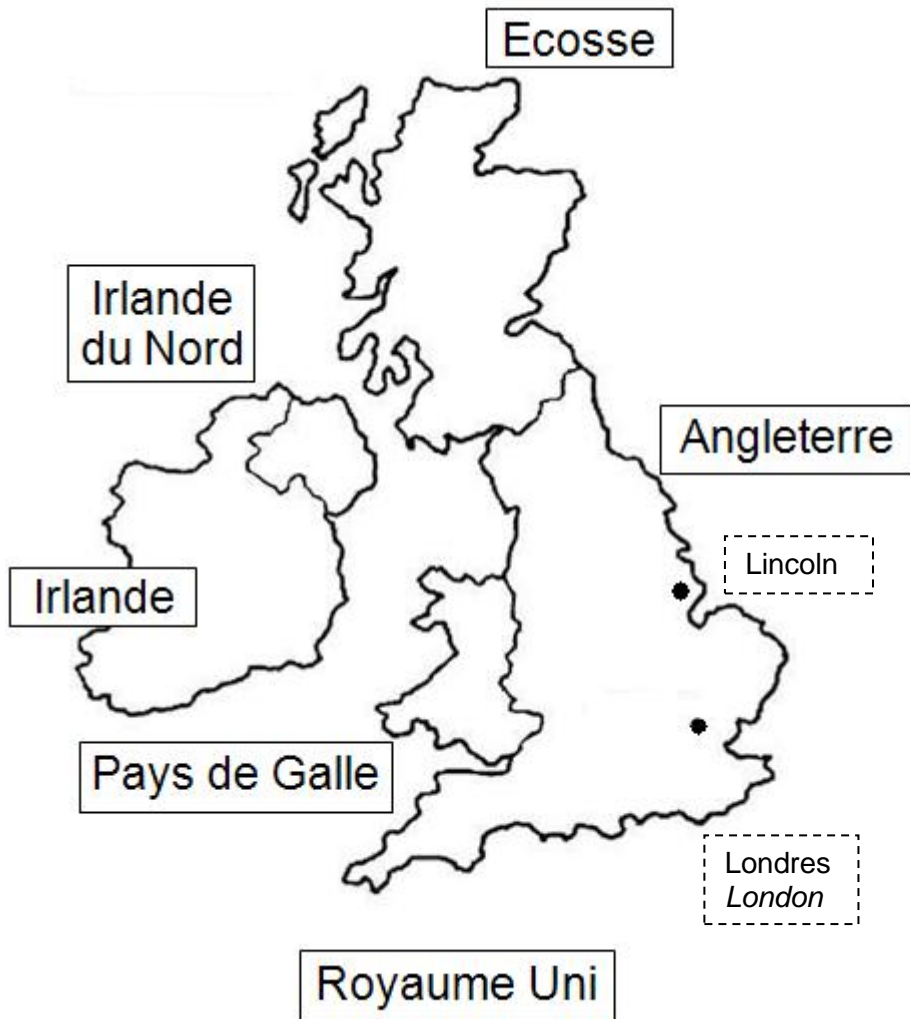 Ecosse
Irlande
du Nord
Angleterre
Lincoln
Irlande
Pays de Galle
Londres
London
Royaume Uni